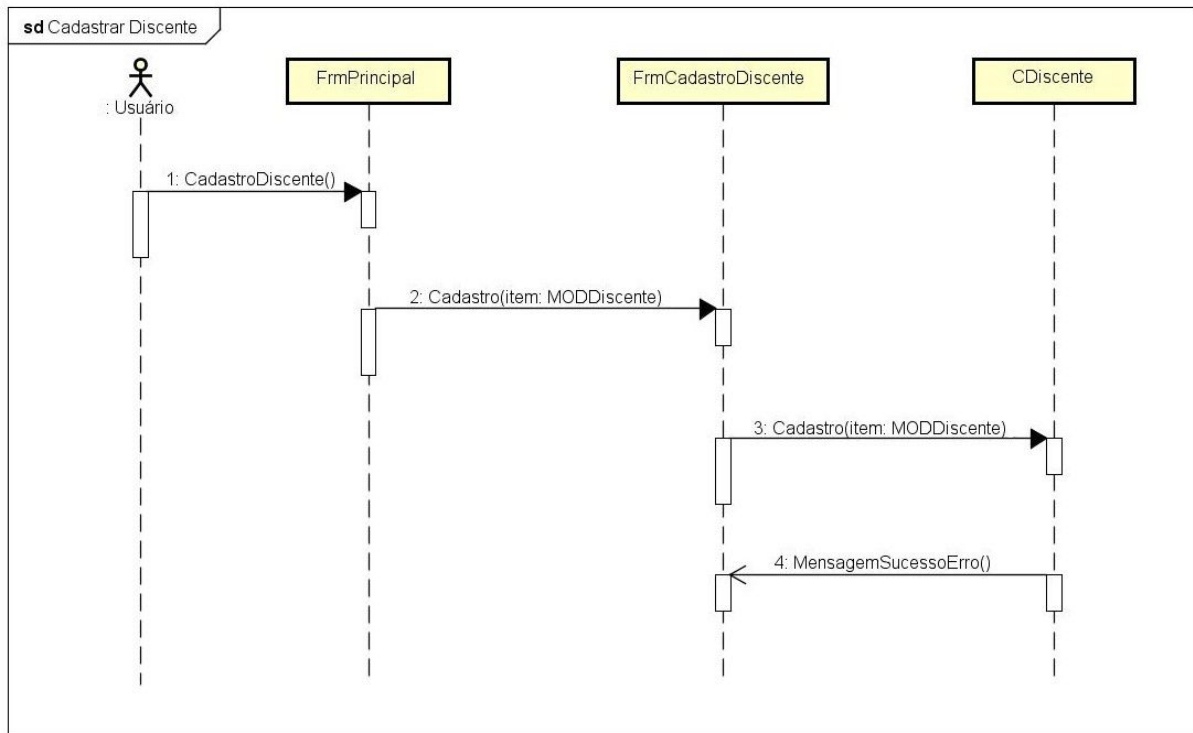 sd Cadastrar Discente
: Usuário
FrmPrincipal
FrmCadastroDiscente
CDiscente
1: CadastroDiscente()
2: Cadastro(item: MODDiscente)
3: Cadastro(item: MODDiscente)
4: MensagemSucessoErro()